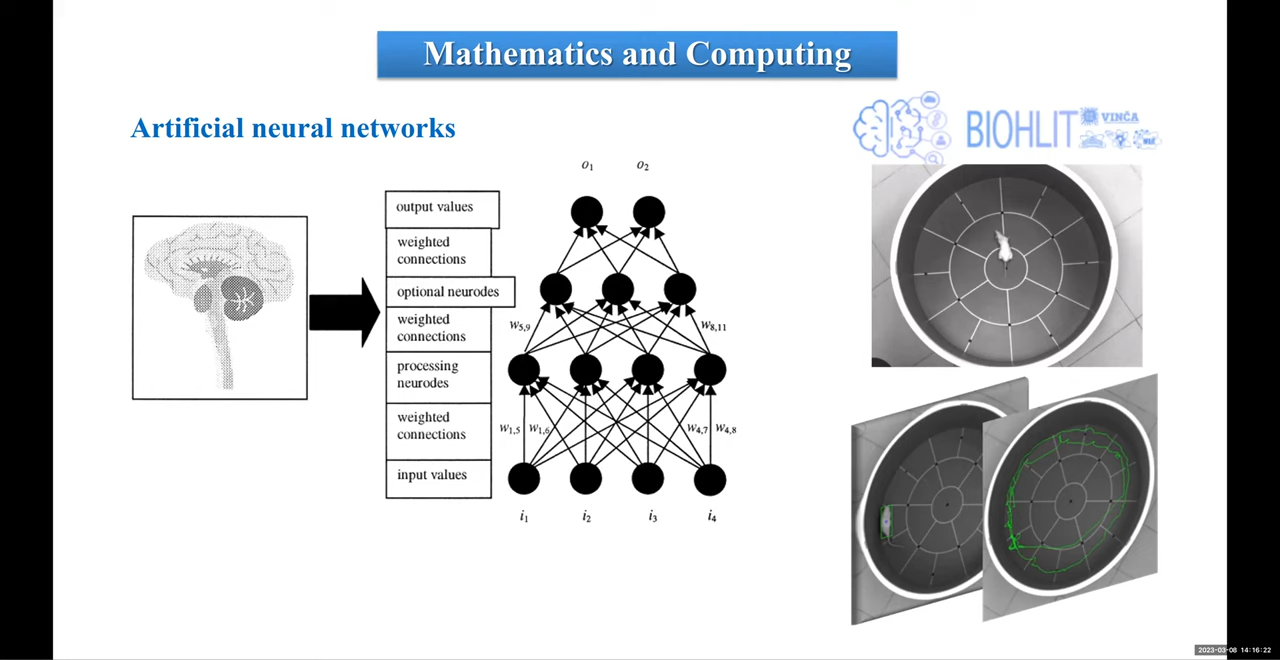 Mathematics and Computing
Artificial neural networks
BIOHLIT
VINČA
o1 o2
output values
weighted
connections
optional neurodes
weighted
connections
w5,9
w8,11
processing
neurodes
weighted
connections
w1,5
w1,6
w4,7
w4,8
input values
i1 i2 i3 i4
2023-03-08 14:16:22